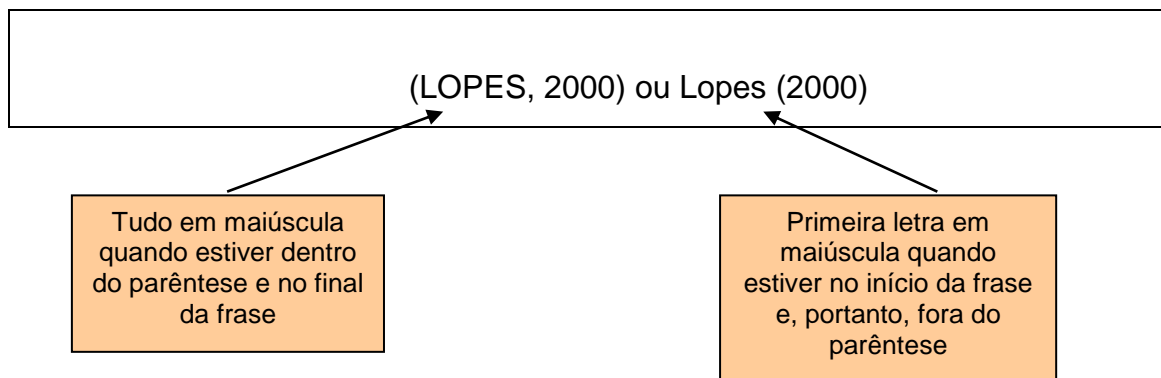 (LOPES, 2000) ou Lopes (2000)
Tudo em maiúscula
quando estiver dentro
do parêntese e no final
da frase
Primeira letra em
maiúscula quando
estiver no início da frase
e, portanto, fora do
parêntese